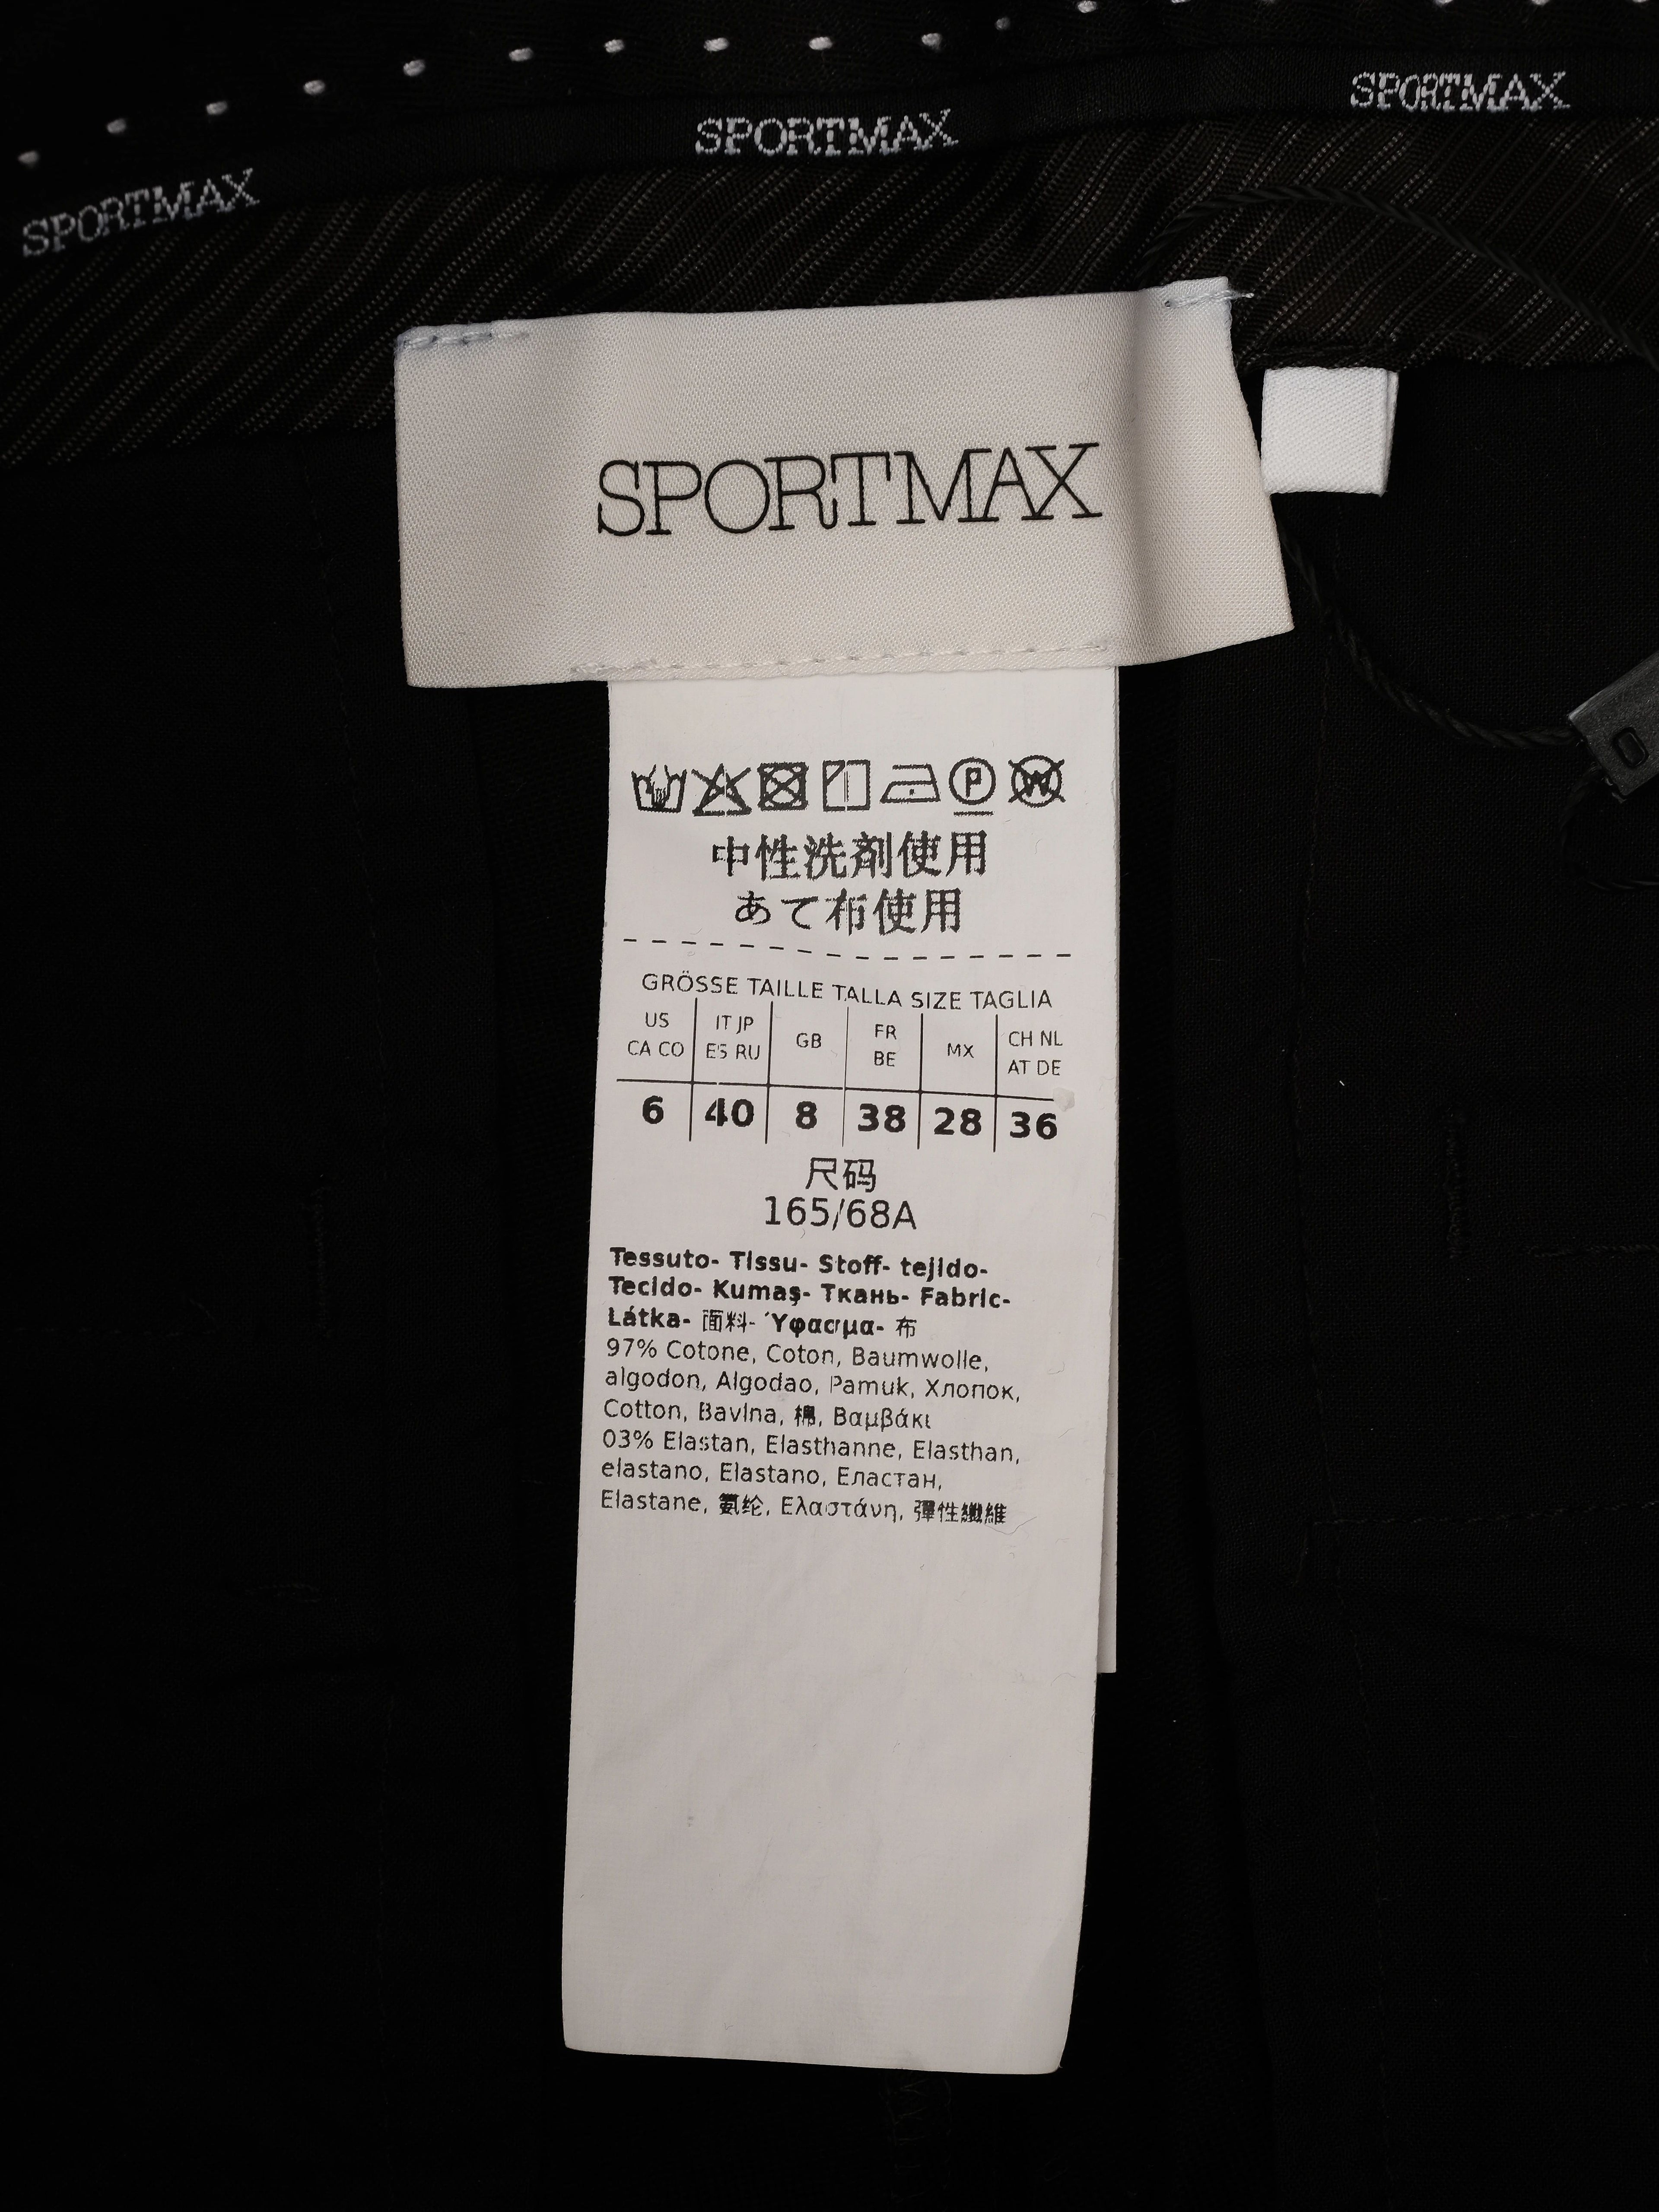 SPORTMAX
SPORTMAX
SPORTMAX
SPORTMAX
P W
中性洗剤使用
あて布使用
GRÖSSE TAILLE TALLA SIZE TAGLIA
US CA CO IT JP ES RU GB FR BE MX CH NL AT DE
6 40 8 38 28 36
尺码
165/68A
Tessuto- Tissu- Stoff- tejido-
Tecido- Kumaş- Ткань- Fabric-
Látka- 面料- Ύφασμα- 布
97% Cotone, Coton, Baumwolle,
algodon, Algodao, Pamuk, Хлопок,
Cotton, Bavlna, 棉, Βαμβάκι
03% Elastan, Elasthanne, Elasthan,
elastano, Elastano, Еластан,
Elastane, 氨纶, Ελαστάνη, 彈性纖維